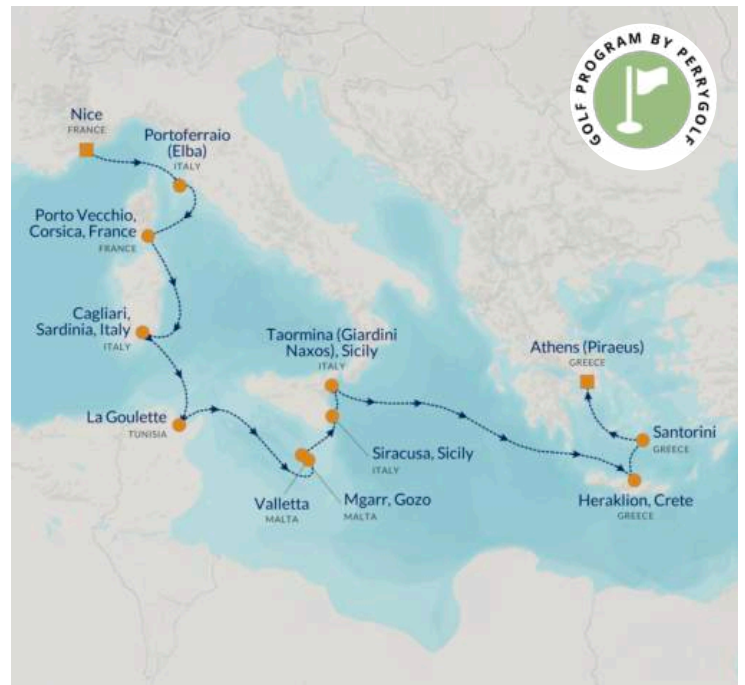 GOLF PROGRAM BY PERRYGOLF
Nice
FRANCE
Portoferraio
(Elba)
ITALY
Porto Vecchio,
Corsica, France
FRANCE
Cagliari,
Sardinia, Italy
ITALY
Taormina (Giardini
Naxos), Sicily
ITALY
Athens (Piraeus)
GREECE
La Goulette
TUNISIA
Siracusa, Sicily
ITALY
Santorini
GREECE
Valletta
MALTA
Mgarr, Gozo
MALTA
Heraklion, Crete
GREECE